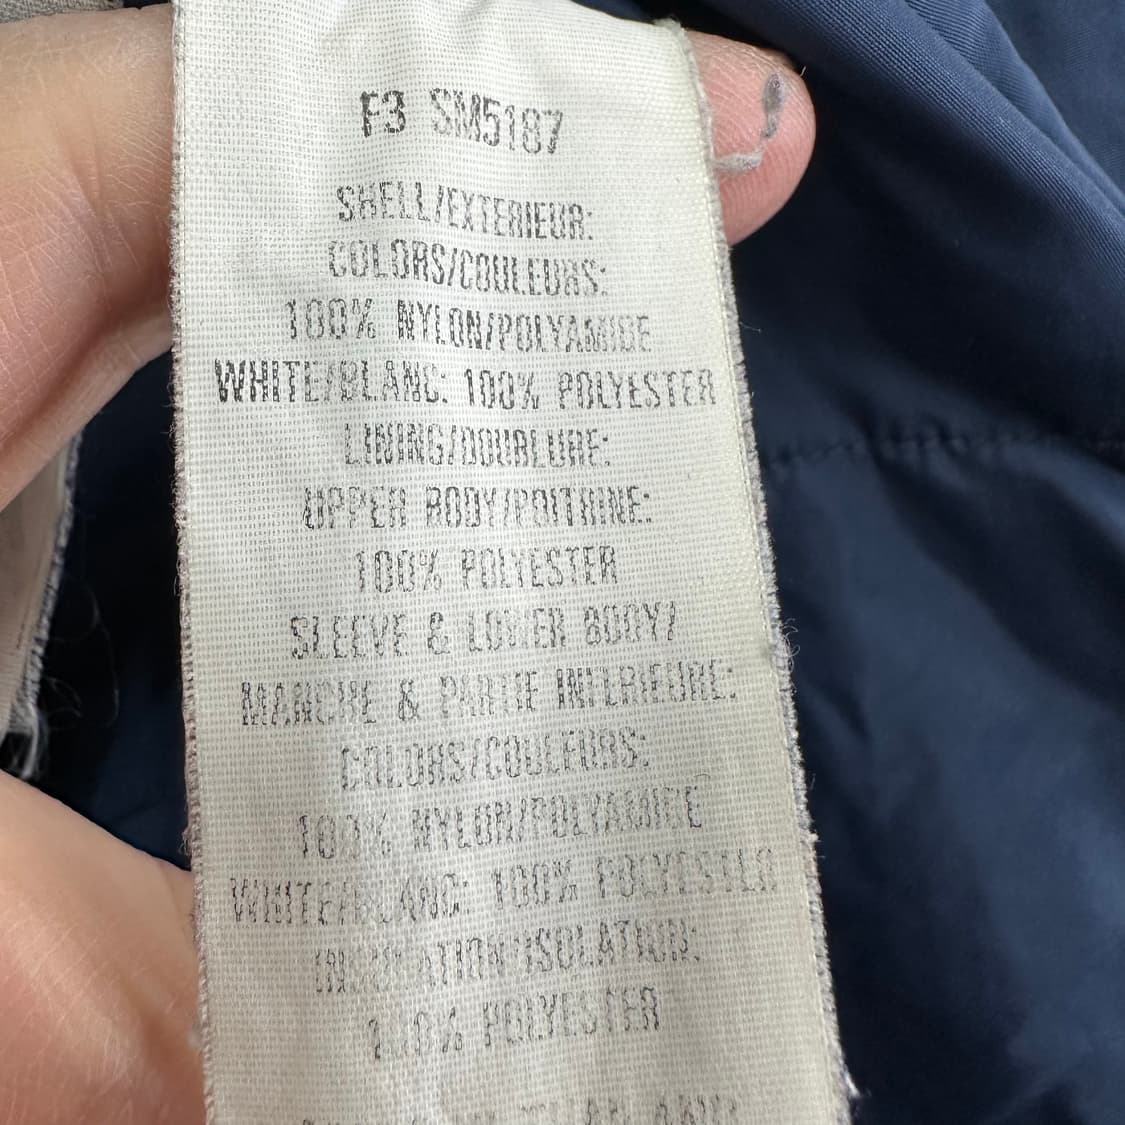 F3 SM5187
SHELL/EXTERIEUR:
COLORS/COULEURS:
100% NYLON/POLYAMIDE
WHITE/BLANC: 100% POLYESTER
LINING/DOUBLURE:
UPPER BODY/POITRINE:
100% POLYESTER
SLEEVE & LOWER BODY/
MANCHE & PARTIE INFERIEURE:
COLORS/COULEURS:
100% NYLON/POLYAMIDE
WHITE/BLANC: 100% POLYESTER
INSULATION/ISOLATION:
100% POLYESTER